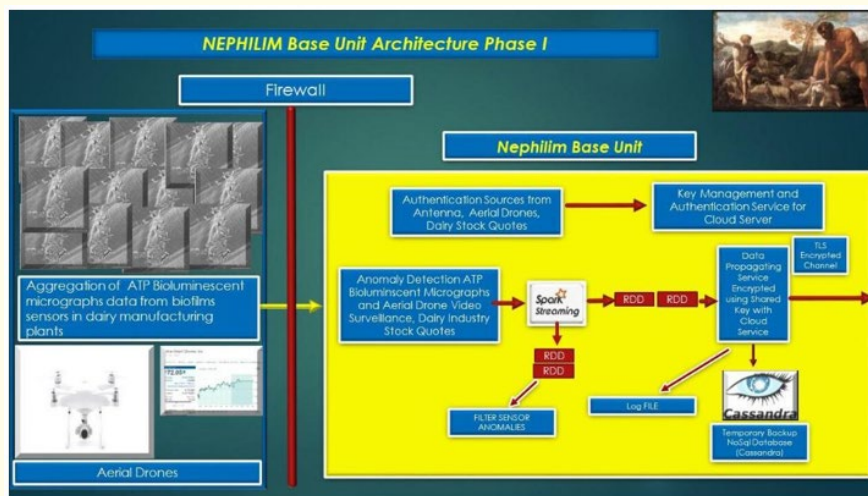 NEPHILIM Base Unit Architecture Phase I
Firewall
Nephilim Base Unit
Authentication Sources from
Antenna, Aerial Drones,
Dairy Stock Quotes
Key Management and
Authentication Service for
Cloud Server
Aggregation of ATP Bioluminescent
micrographs data from biofilms
sensors in dairy manufacturing
plants
Anomaly Detection ATP
Bioluminscent Micrographs
and Aerial Drone Video
Surveillance, Dairy Industry
Stock Quotes
Spark
Streaming
RDD
RDD
Data
Propagating
Service
Encrypted
using Shared
Key with
Cloud
Service
TLS
Encrypted
Channel
RDD
RDD
FILTER SENSOR
ANOMALIES
Log FILE
Cassandra
Temporary Backup
NoSql Database
(Cassandra)
Aerial Drones